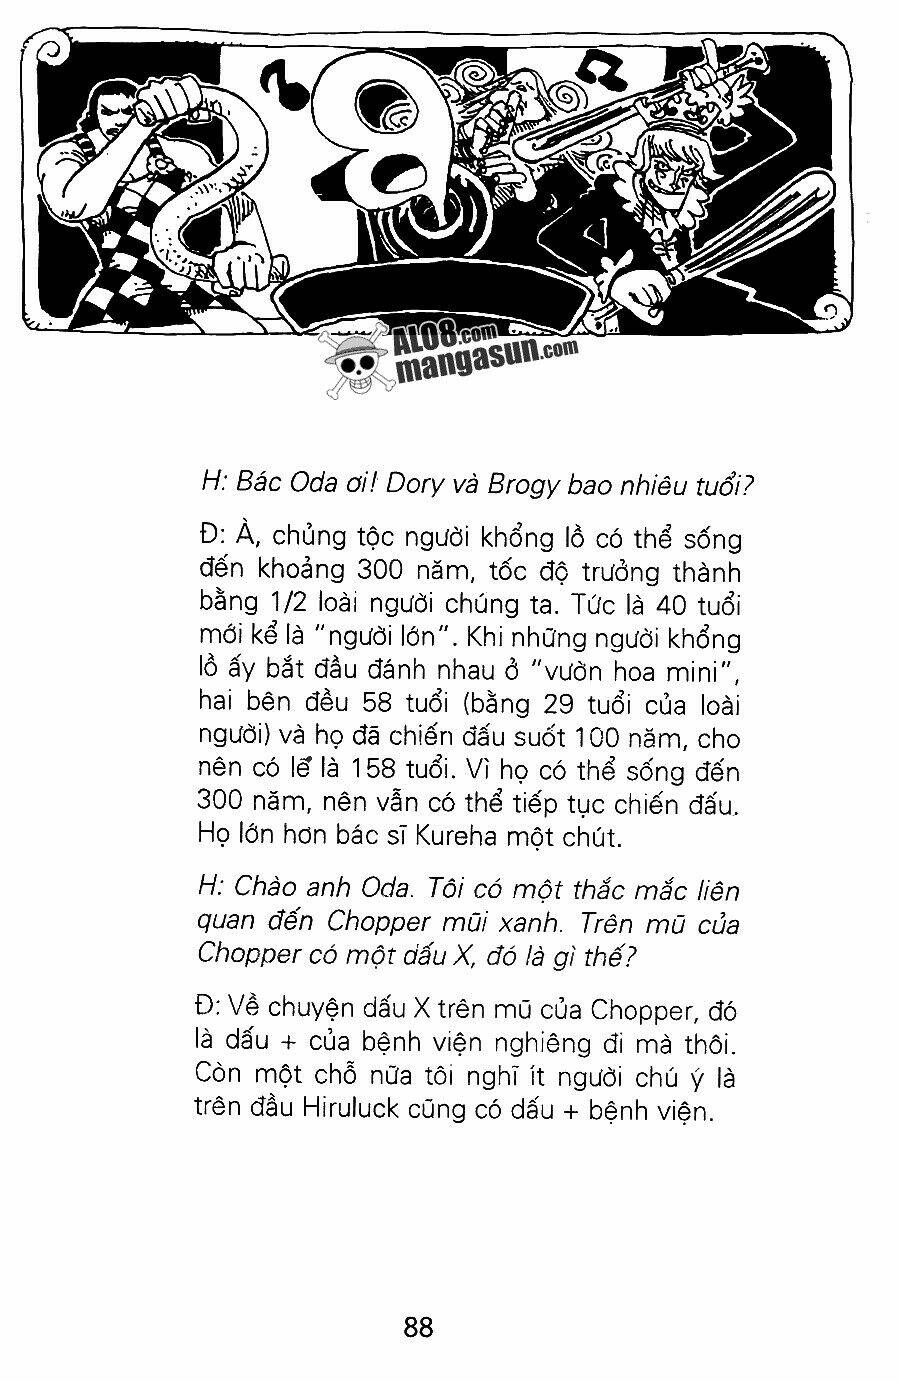 AL08.com
mangasun.com
H: Bác Oda ơi! Dory và Brogy bao nhiêu tuổi?
Đ: À, chủng tộc người khổng lồ có thể sống
đến khoảng 300 năm, tốc độ trưởng thành
bằng 1/2 loài người chúng ta. Tức là 40 tuổi
mới kể là "người lớn". Khi những người khổng
lồ ấy bắt đầu đánh nhau ở "vườn hoa mini",
hai bên đều 58 tuổi (bằng 29 tuổi của loài
người) và họ đã chiến đấu suốt 100 năm, cho
nên có lể là 158 tuổi. Vì họ có thể sống đến
300 năm, nên vẫn có thể tiếp tục chiến đấu.
Họ lớn hơn bác sĩ Kureha một chút.
H: Chào anh Oda. Tôi có một thắc mắc liên
quan đến Chopper mũi xanh. Trên mũ của
Chopper có một dấu X, đó là gì thế?
Đ: Về chuyện dấu X trên mũ của Chopper, đó
là dấu + của bệnh viện nghiêng đi mà thôi.
Còn một chỗ nữa tôi nghĩ ít người chú ý là
trên đầu Hiruluck cũng có dấu + bệnh viện.
88